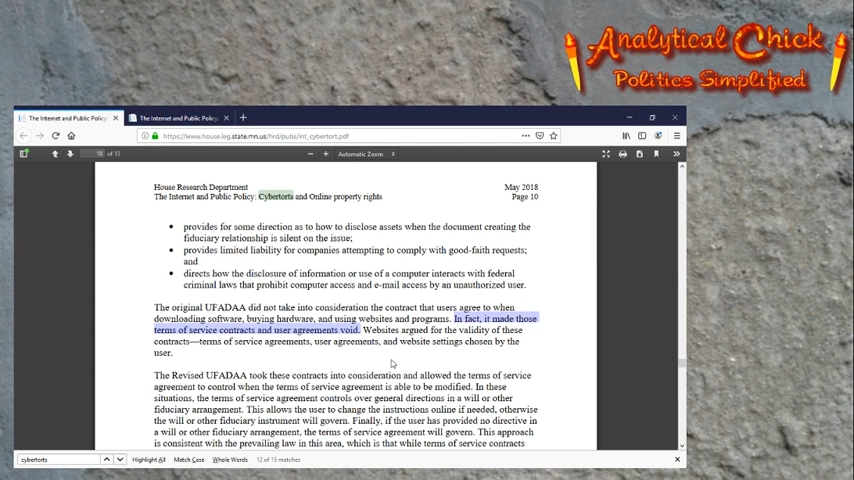 Analytical Chick
Politics Simplified
The Internet and Public Policy:
The Internet and Public Policy:
https://www.house.leg.state.mn.us/hrd/pubs/int_cybertort.pdf
10 of 13
Automatic Zoom
House Research Department
May 2018
The Internet and Public Policy: Cybertorts and Online property rights
Page 10
• provides for some direction as to how to disclose assets when the document creating the
fiduciary relationship is silent on the issue;
• provides limited liability for companies attempting to comply with good-faith requests;
and
• directs how the disclosure of information or use of a computer interacts with federal
criminal laws that prohibit computer access and e-mail access by an unauthorized user.
The original UFADAA did not take into consideration the contract that users agree to when
downloading software, buying hardware, and using websites and programs. In fact, it made those
terms of service contracts and user agreements void. Websites argued for the validity of these
contracts—terms of service agreements, user agreements, and website settings chosen by the
user.
The Revised UFADAA took these contracts into consideration and allowed the terms of service
agreement to control when the terms of service agreement is able to be modified. In these
situations, the terms of service agreement controls over general directions in a will or other
fiduciary arrangement. This allows the user to change the instructions online if needed, otherwise
the will or other fiduciary instrument will govern. Finally, if the user has provided no directive in
a will or other fiduciary arrangement, the terms of service agreement will govern. This approach
is consistent with the prevailing law in this area, which is that while terms of service contracts
cybertorts
Highlight All
Match Case
Whole Words
12 of 15 matches